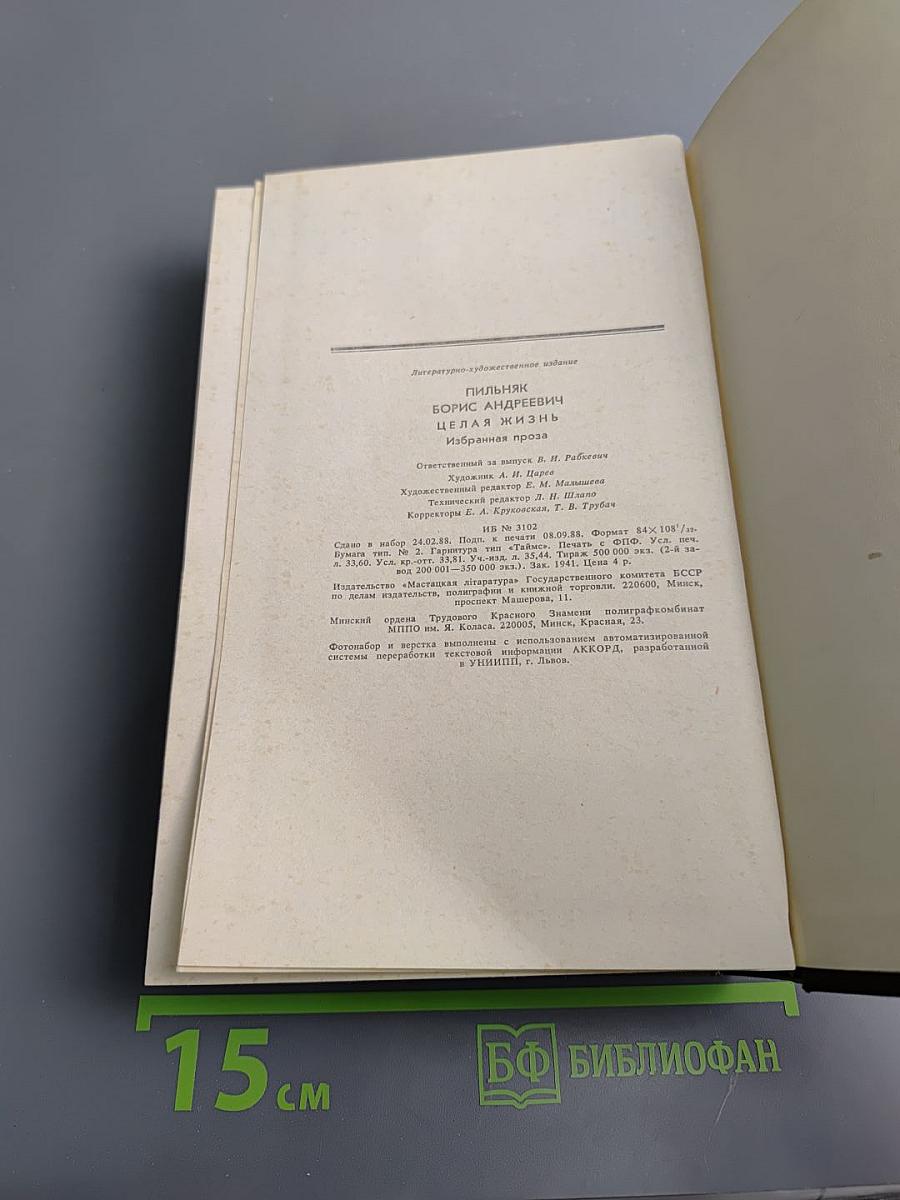 Литературно-художественное издание
ПИЛЬНЯК
БОРИС АНДРЕЕВИЧ
ЦЕЛАЯ ЖИЗНЬ
Избранная проза
Ответственный за выпуск В. И. Рабкевич
Художник А. И. Царев
Художественный редактор Е. М. Малышева
Технический редактор Л. Н. Шлапо
Корректоры Е. А. Круковская, Т. В. Трубач
ИБ № 3102
Сдано в набор 24.02.88. Подп. к печати 08.09.88. Формат 84×108¹/₃₂.
Бумага тип. № 2. Гарнитура тип «Таймс». Печать с ФПФ. Усл. печ.
л. 33,60. Усл. кр.-отт. 33,81. Уч.-изд. л. 35,44. Тираж 500 000 экз. (2-й за-
вод 200 001—350 000 экз.). Зак. 1941. Цена 4 р.
Издательство «Мастацкая літаратура» Государственного комитета БССР
по делам издательств, полиграфии и книжной торговли. 220600, Минск,
проспект Машерова, 11.
Минский ордена Трудового Красного Знамени полиграфкомбинат
МППО им. Я. Коласа. 220005, Минск, Красная, 23.
Фотонабор и верстка выполнены с использованием автоматизированной
системы переработки текстовой информации АККОРД, разработанной
в УНИИПП, г. Львов.
15 см
БФ БИБЛИОФАН